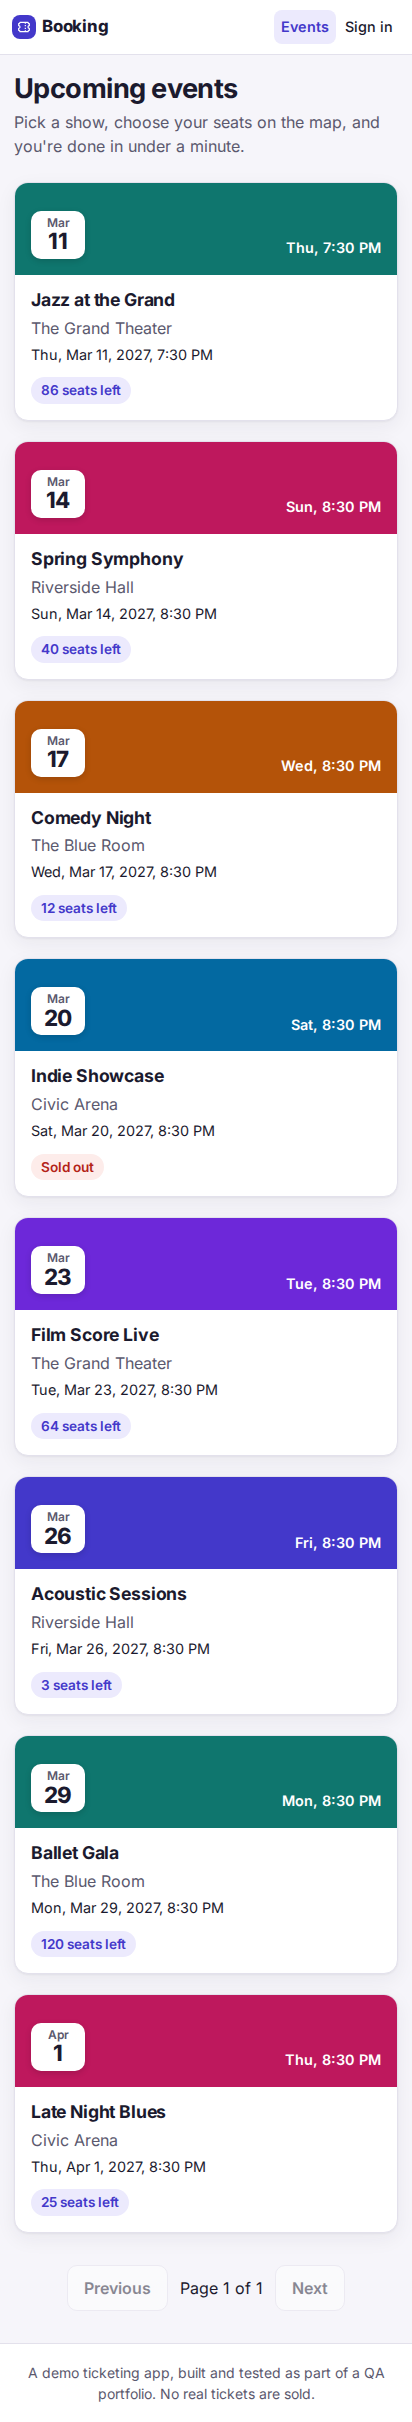 Booking
Events
Sign in
Upcoming events
Pick a show, choose your seats on the map, and
you're done in under a minute.
Mar
11
Thu, 7:30 PM
Jazz at the Grand
The Grand Theater
Thu, Mar 11, 2027, 7:30 PM
86 seats left
Mar
14
Sun, 8:30 PM
Spring Symphony
Riverside Hall
Sun, Mar 14, 2027, 8:30 PM
40 seats left
Mar
17
Wed, 8:30 PM
Comedy Night
The Blue Room
Wed, Mar 17, 2027, 8:30 PM
12 seats left
Mar
20
Sat, 8:30 PM
Indie Showcase
Civic Arena
Sat, Mar 20, 2027, 8:30 PM
Sold out
Mar
23
Tue, 8:30 PM
Film Score Live
The Grand Theater
Tue, Mar 23, 2027, 8:30 PM
64 seats left
Mar
26
Fri, 8:30 PM
Acoustic Sessions
Riverside Hall
Fri, Mar 26, 2027, 8:30 PM
3 seats left
Mar
29
Mon, 8:30 PM
Ballet Gala
The Blue Room
Mon, Mar 29, 2027, 8:30 PM
120 seats left
Apr
1
Thu, 8:30 PM
Late Night Blues
Civic Arena
Thu, Apr 1, 2027, 8:30 PM
25 seats left
Previous
Page 1 of 1
Next
A demo ticketing app, built and tested as part of a QA
portfolio. No real tickets are sold.